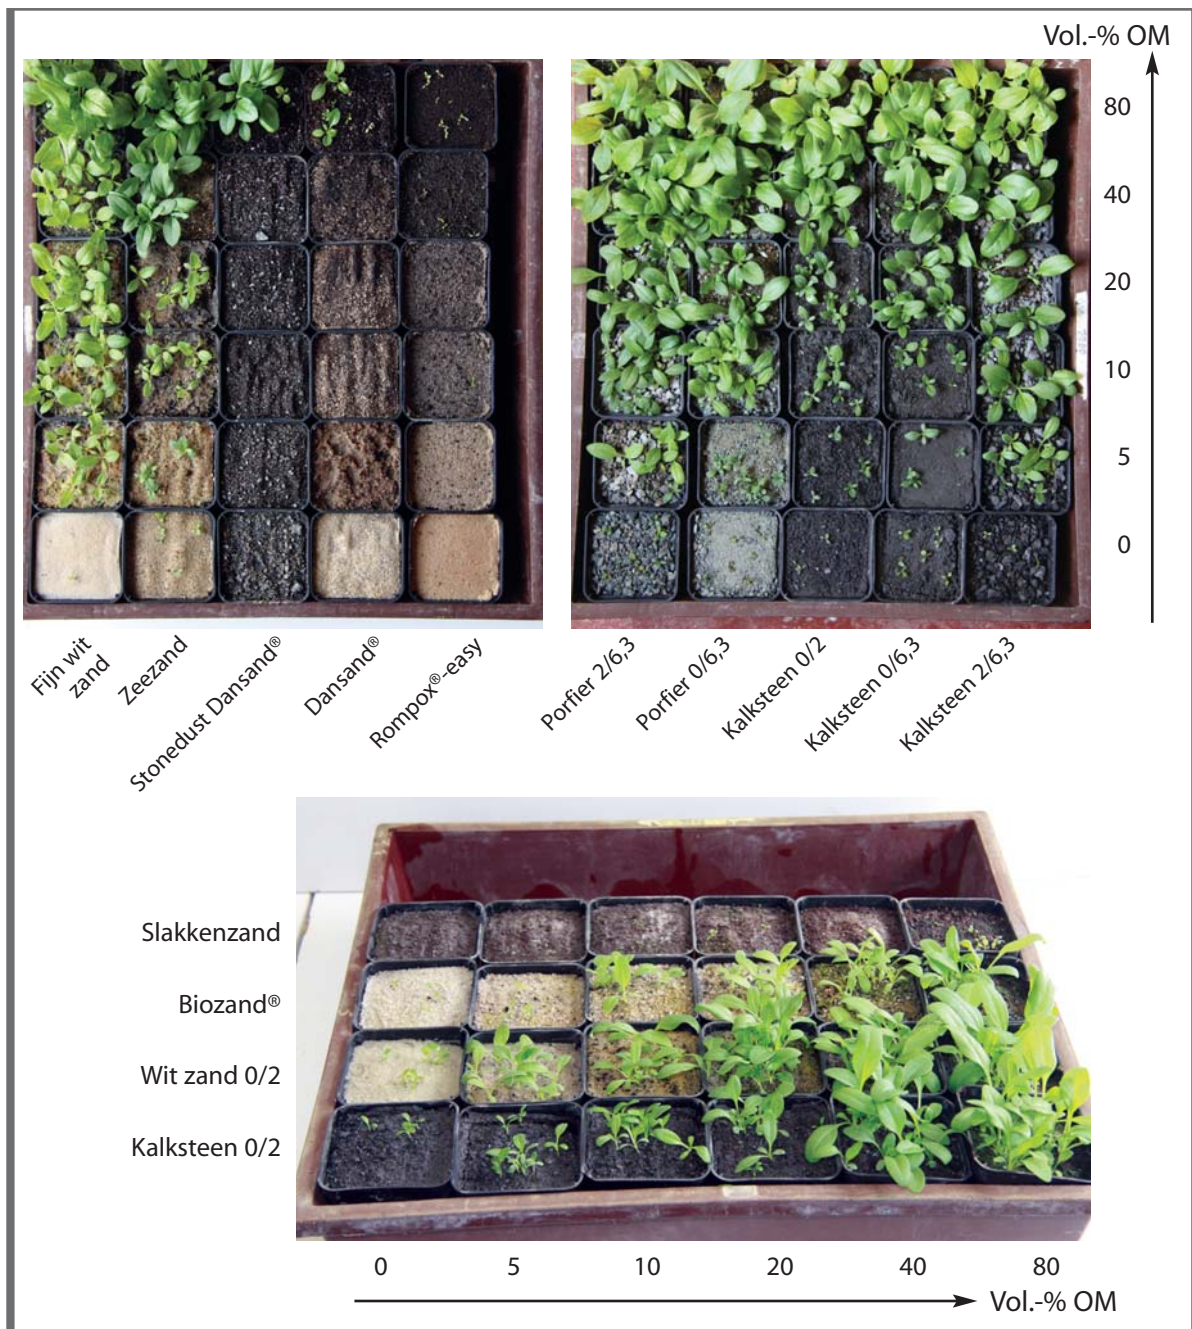 Vol.-% OM
80
40
20
10
5
0
Fijn wit
zand
Zeezand
Stonedust Dansand®
Dansand®
Rompox®-easy
Porfier 2/6,3
Porfier 0/6,3
Kalksteen 0/2
Kalksteen 0/6,3
Kalksteen 2/6,3
Slakkenzand
Biozand®
Wit zand 0/2
Kalksteen 0/2
0 5 10 20 40 80
Vol.-% OM